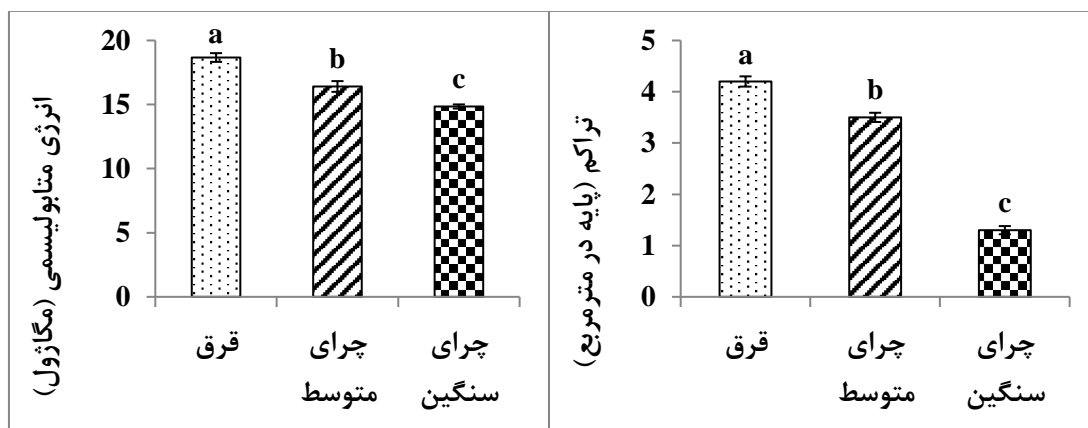 انرژی متابولیسمی (مگاژول)
20
15
10
5
0
a
b
c
قرق
چرای
متوسط
چرای
سنگین
تراکم (پایه در مترمربع)
5
4
3
2
1
0
a
b
c
قرق
چرای
متوسط
چرای
سنگین